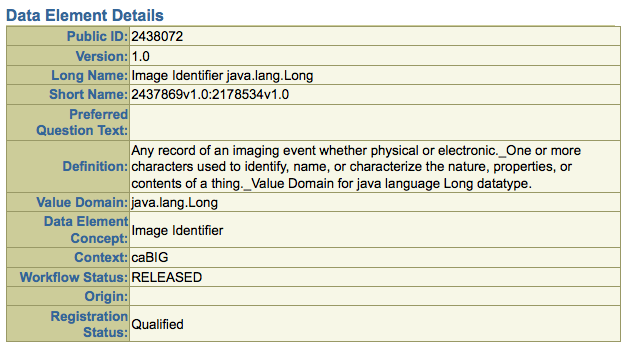 Data Element Details
Public ID: 2438072
Version: 1.0
Long Name: Image Identifier java.lang.Long
Short Name: 2437869v1.0:2178534v1.0
Preferred
Question Text:
Any record of an imaging event whether physical or electronic._One or more
Definition: characters used to identify, name, or characterize the nature, properties, or
contents of a thing._Value Domain for java language Long datatype.
Value Domain: java.lang.Long
Data Element
Concept: Image Identifier
Context: caBIG
Workflow Status: RELEASED
Origin:
Registration
Status: Qualified